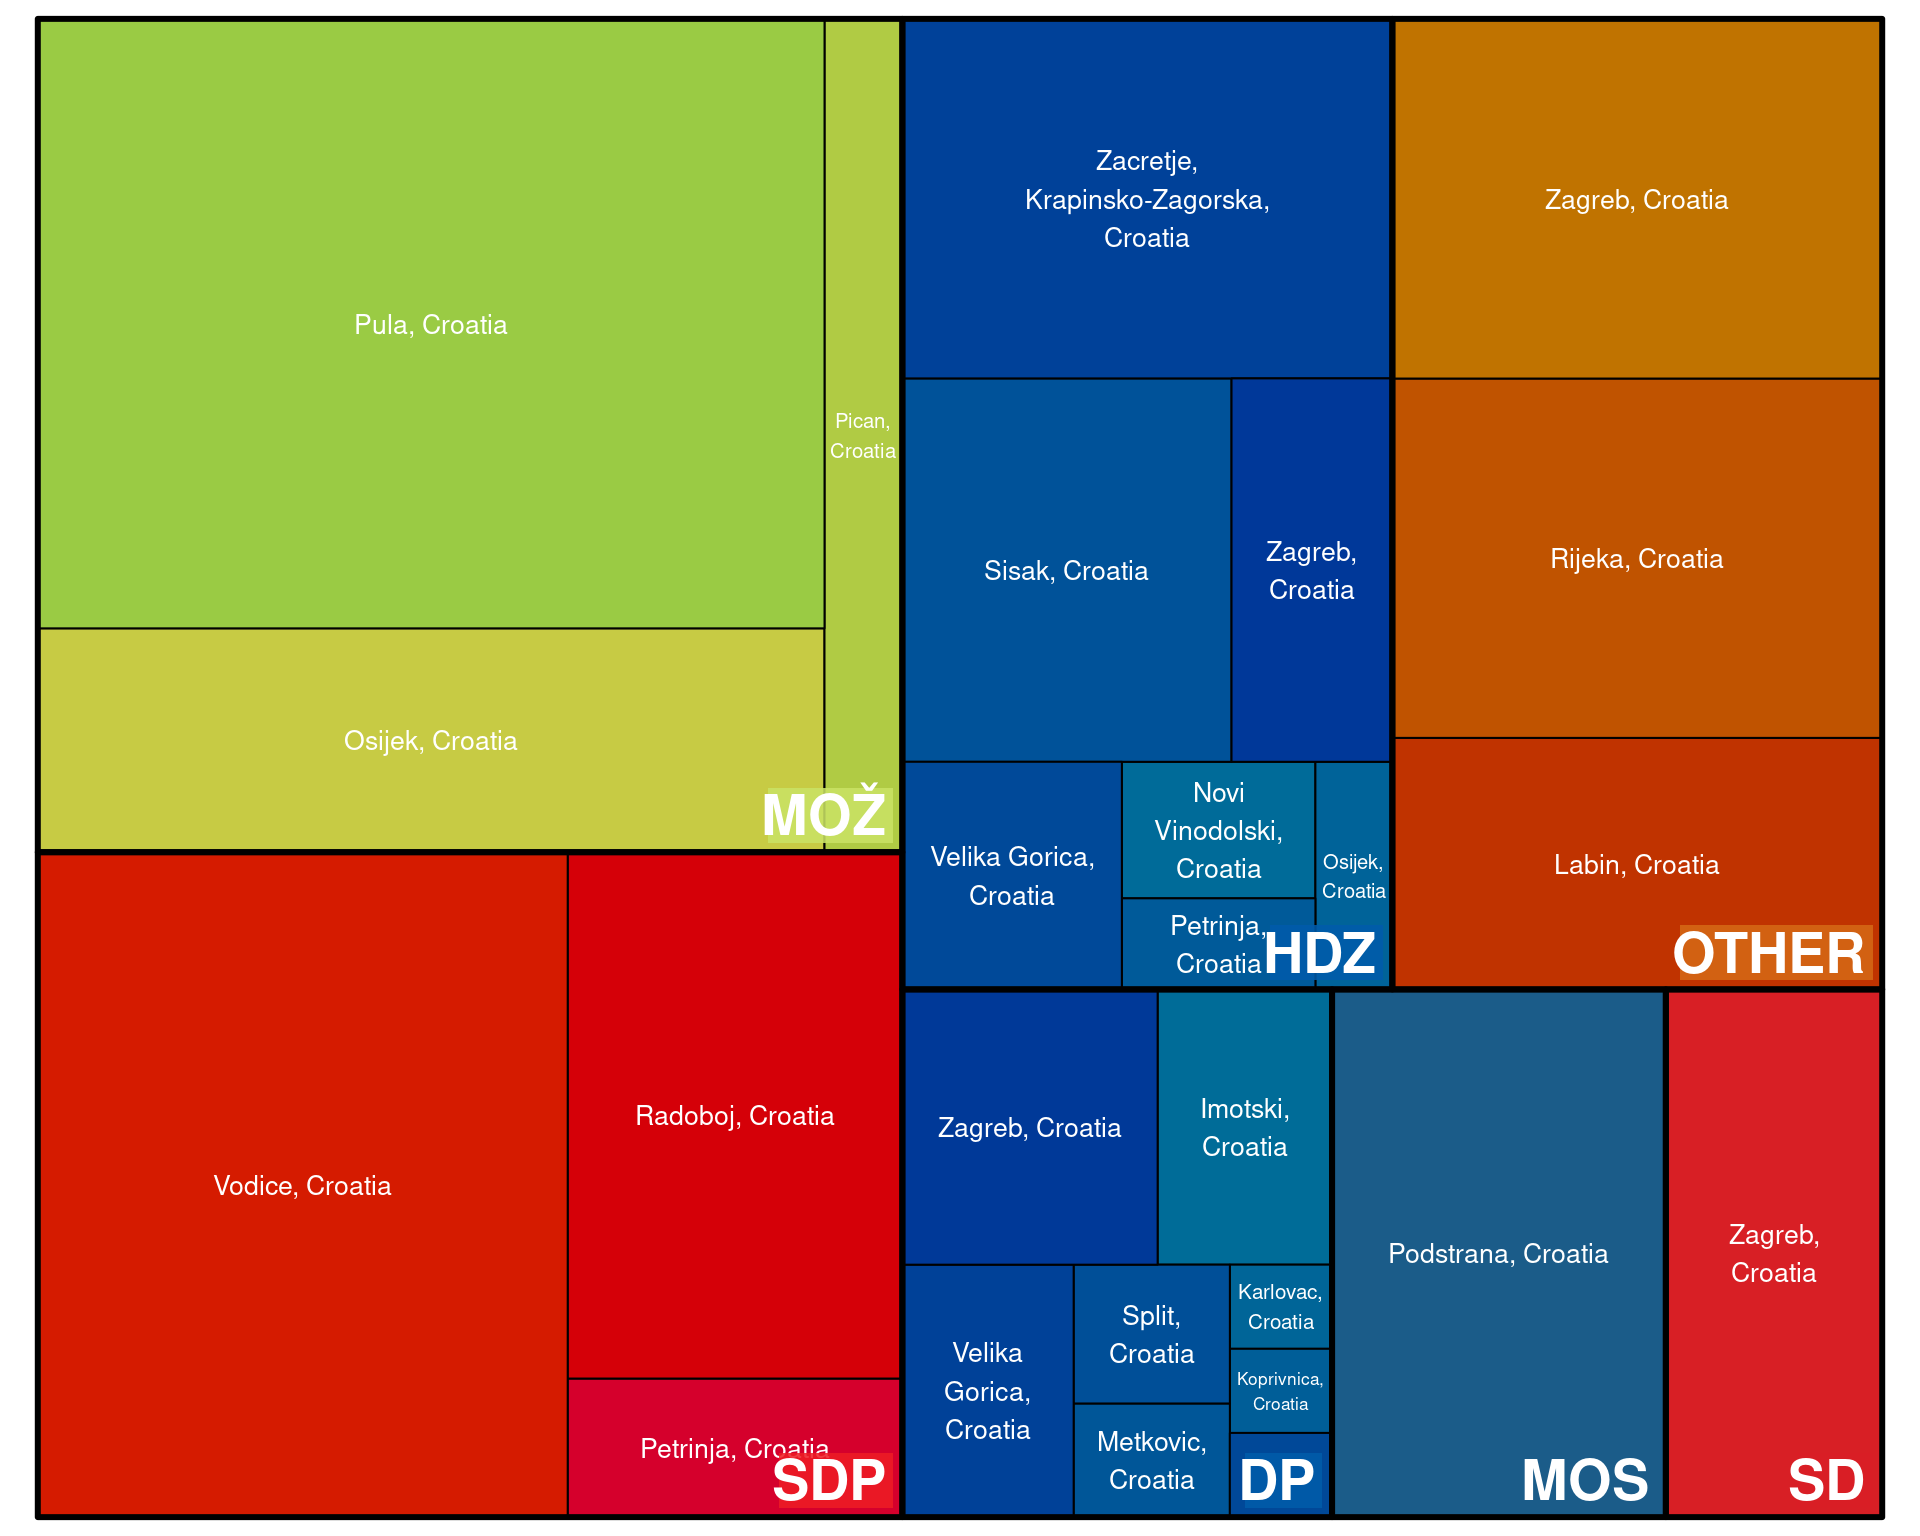 Pula, Croatia
Pican,
Croatia
Osijek, Croatia
MOŽ
Vodice, Croatia
Radoboj, Croatia
Petrinja, Croatia
SDP
Zacretje,
Krapinsko-Zagorska,
Croatia
Sisak, Croatia
Zagreb,
Croatia
Velika Gorica,
Croatia
Novi
Vinodolski,
Croatia
Petrinja,
Croatia
Osijek,
Croatia
HDZ
Zagreb, Croatia
Rijeka, Croatia
Labin, Croatia
OTHER
Zagreb, Croatia
Imotski,
Croatia
Velika
Gorica,
Croatia
Split,
Croatia
Metkovic,
Croatia
Karlovac,
Croatia
Koprivnica,
Croatia
DP
Podstrana, Croatia
MOS
Zagreb,
Croatia
SD